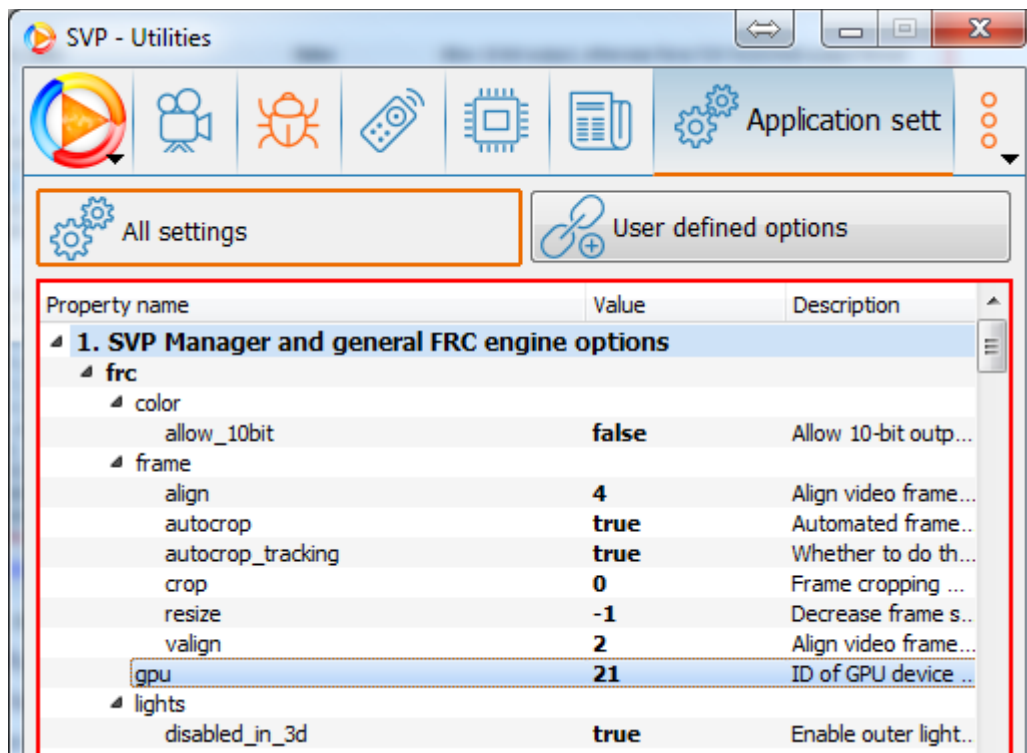 SVP - Utilities
Application sett
All settings
User defined options
Property name Value Description
1. SVP Manager and general FRC engine options
frc
color
allow_10bit false Allow 10-bit outp...
frame
align 4 Align video frame...
autocrop true Automated frame..
autocrop_tracking true Whether to do th...
crop 0 Frame cropping ...
resize -1 Decrease frame s..
valign 2 Align video frame...
gpu 21 ID of GPU device ..
lights
disabled_in_3d true Enable outer light..